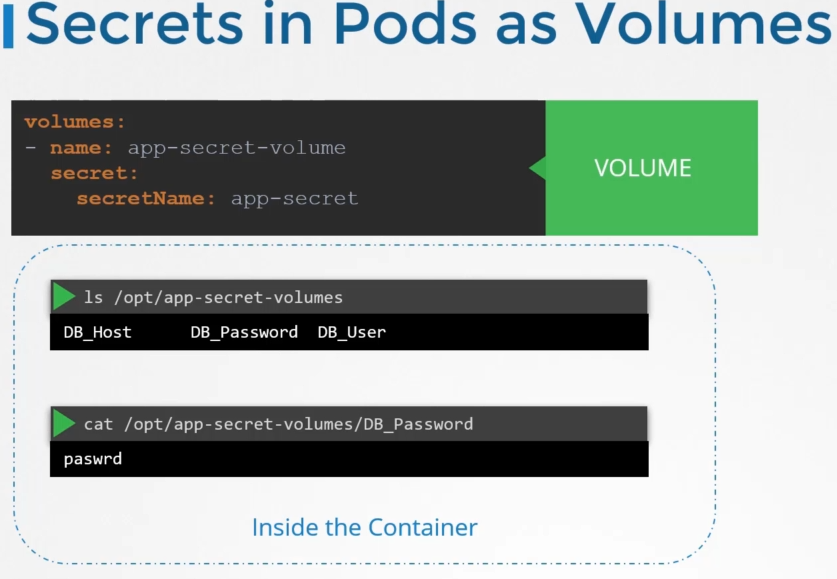 Secrets in Pods as Volumes
volumes:
- name: app-secret-volume
secret:
secretName: app-secret
VOLUME
ls /opt/app-secret-volumes
DB_Host DB_Password DB_User
cat /opt/app-secret-volumes/DB_Password
paswrd
Inside the Container